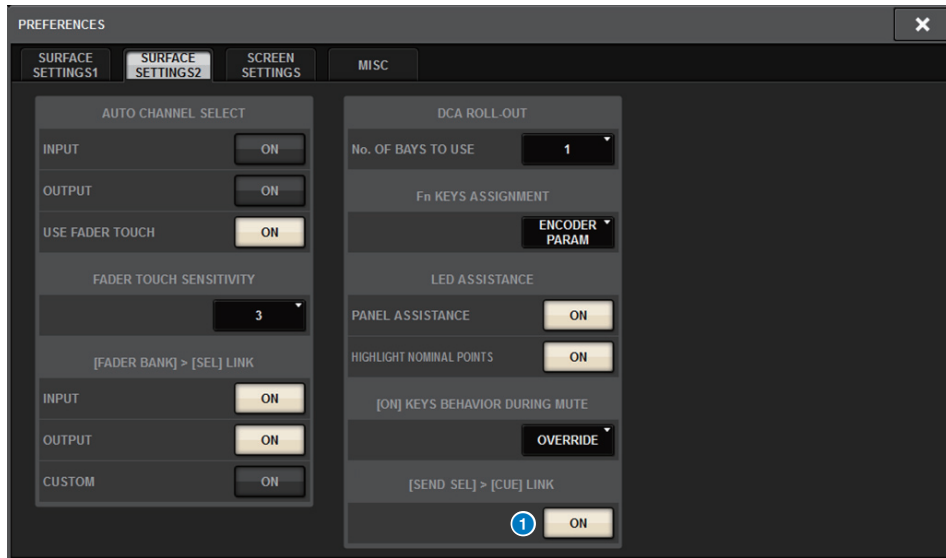 PREFERENCES
SURFACE
SETTINGS1
SURFACE
SETTINGS2
SCREEN
SETTINGS
MISC
AUTO CHANNEL SELECT
INPUT ON
OUTPUT ON
USE FADER TOUCH ON
FADER TOUCH SENSITIVITY
3
[FADER BANK] > [SEL] LINK
INPUT ON
OUTPUT ON
CUSTOM ON
DCA ROLL-OUT
No. OF BAYS TO USE 1
Fn KEYS ASSIGNMENT
ENCODER
PARAM
LED ASSISTANCE
PANEL ASSISTANCE ON
HIGHLIGHT NOMINAL POINTS ON
[ON] KEYS BEHAVIOR DURING MUTE
OVERRIDE
[SEND SEL] > [CUE] LINK
1 ON